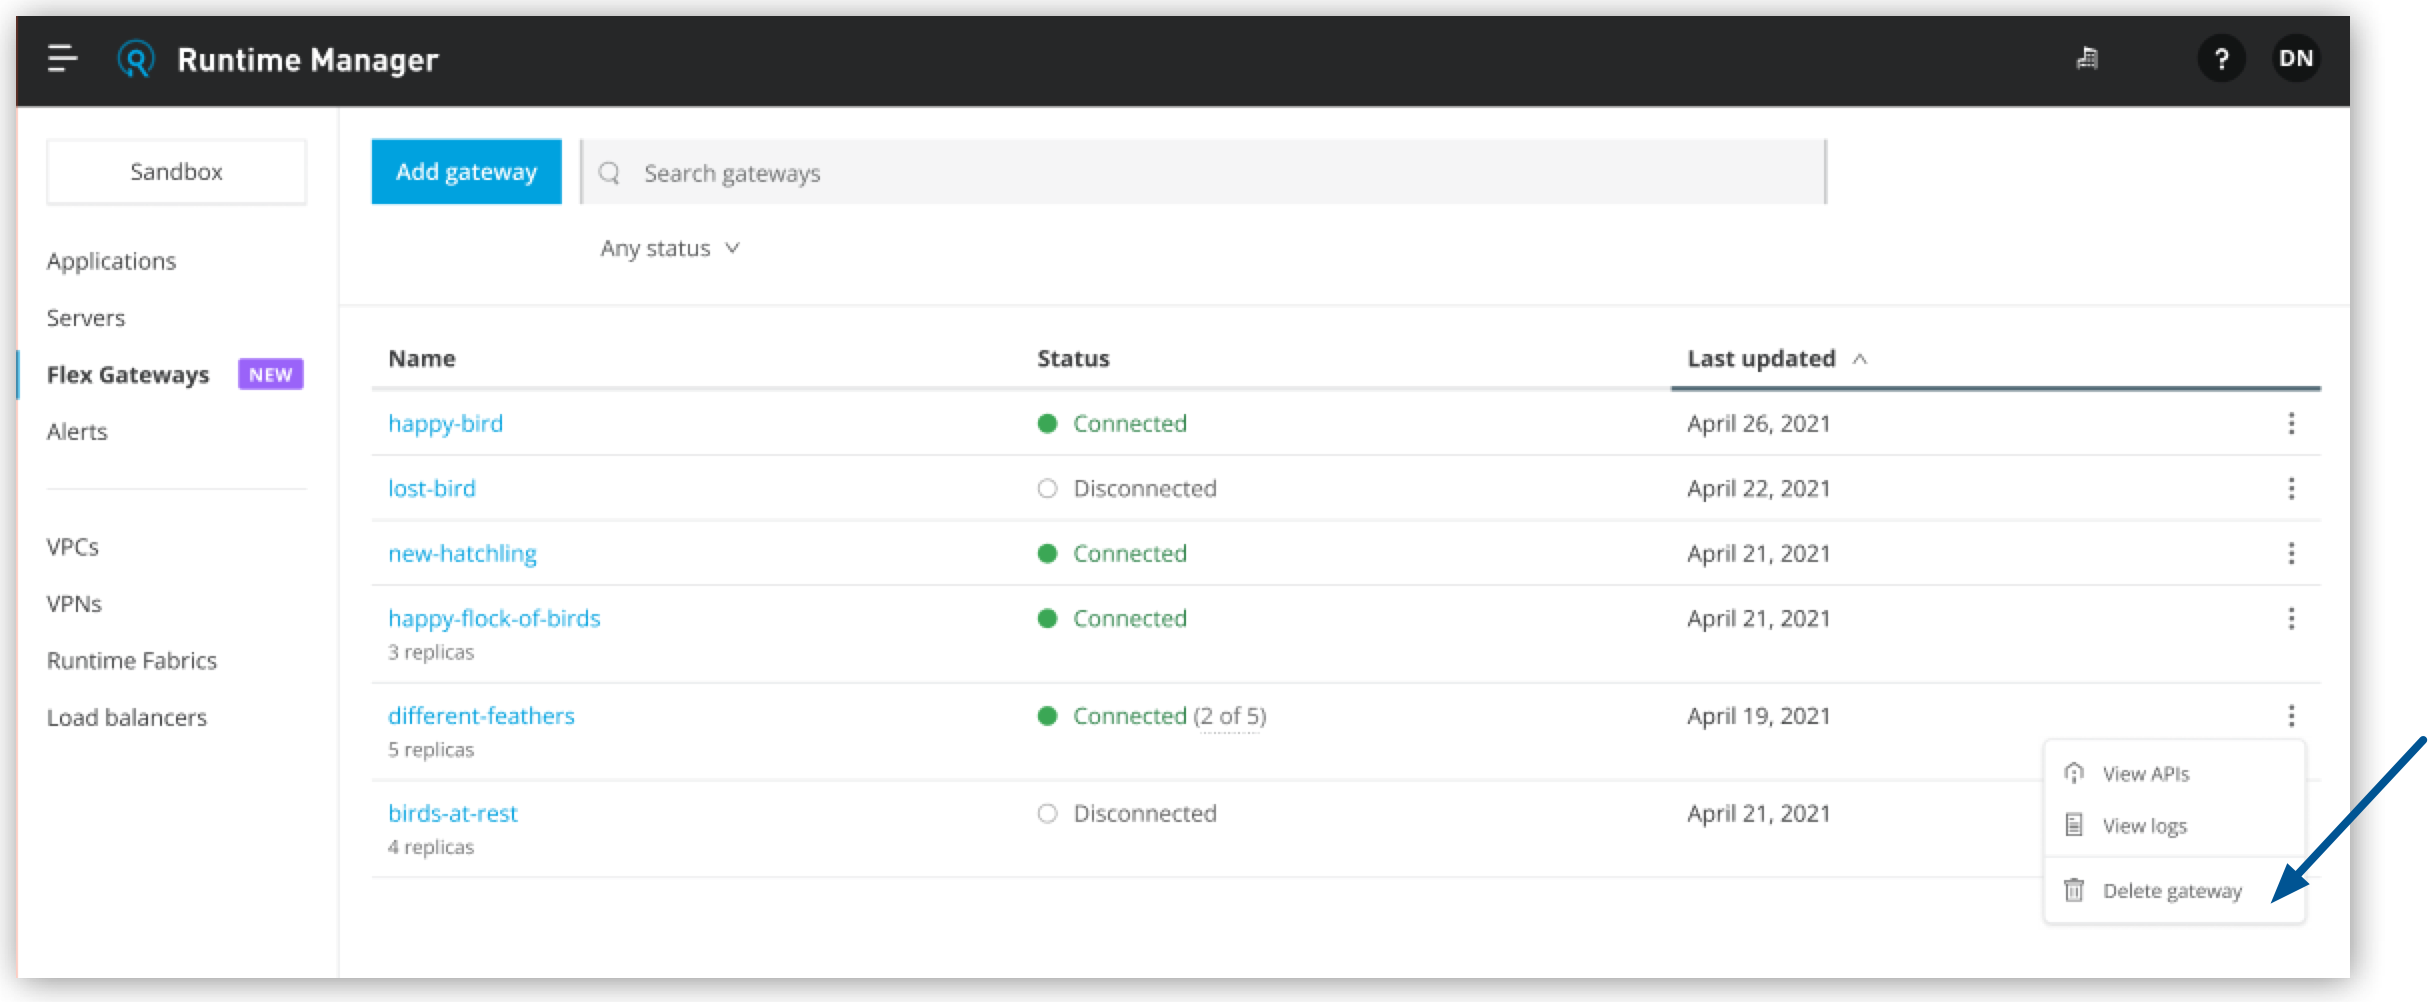 Runtime Manager
?
DN
Sandbox
Applications
Servers
Flex Gateways NEW
Alerts
VPCs
VPNs
Runtime Fabrics
Load balancers
Add gateway
Search gateways
Any status
Name Status Last updated
happy-bird Connected April 26, 2021
lost-bird Disconnected April 22, 2021
new-hatchling Connected April 21, 2021
happy-flock-of-birds Connected April 21, 2021
3 replicas
different-feathers Connected (2 of 5) April 19, 2021
5 replicas
birds-at-rest Disconnected April 21, 2021
4 replicas
View APIs
View logs
Delete gateway